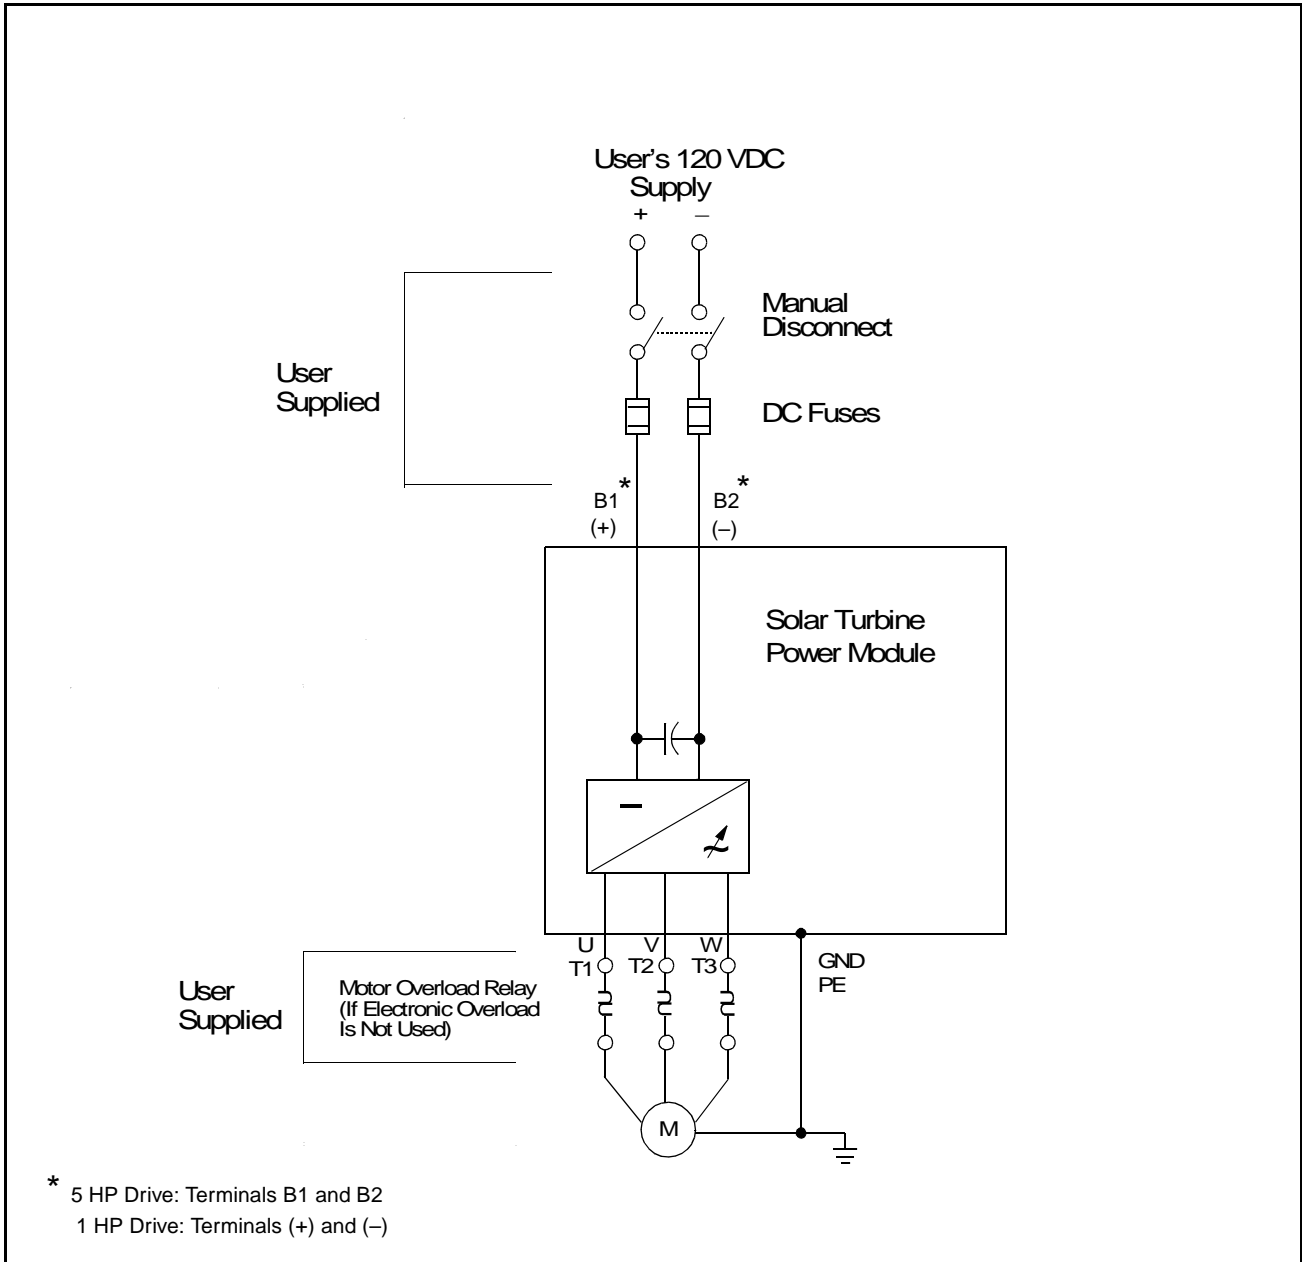 User's 120 VDC
Supply
+ –
Manual
Disconnect
User
Supplied
DC Fuses
B1* B2*
(+) (–)
Solar Turbine
Power Module
U V W
T1 T2 T3
GND
PE
User
Supplied
Motor Overload Relay
(If Electronic Overload
Is Not Used)
M
* 5 HP Drive: Terminals B1 and B2
1 HP Drive: Terminals (+) and (–)